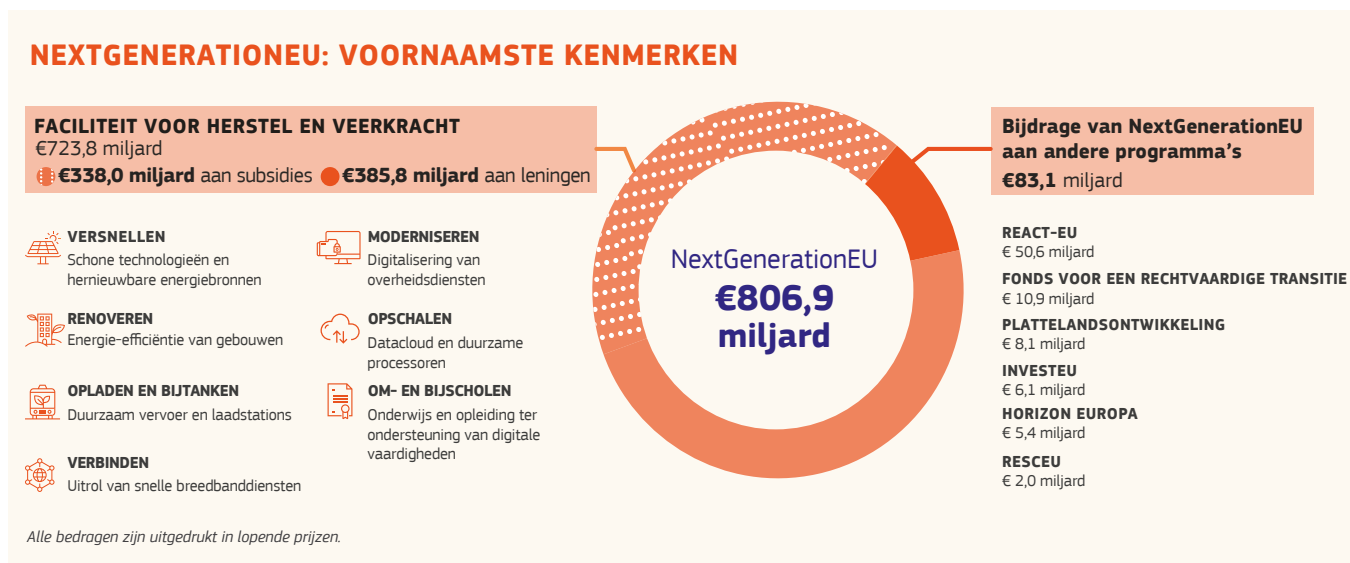 NEXTGENERATIONEU: VOORNAAMSTE KENMERKEN
FACILITEIT VOOR HERSTEL EN VEERKRACHT
€723,8 miljard
€338,0 miljard aan subsidies €385,8 miljard aan leningen
VERSNELLEN
Schone technologieën en
hernieuwbare energiebronnen
RENOVEREN
Energie-efficiëntie van gebouwen
OPLADEN EN BIJTANKEN
Duurzaam vervoer en laadstations
VERBINDEN
Uitrol van snelle breedbanddiensten
MODERNISEREN
Digitalisering van
overheidsdiensten
OPSCHALEN
Datacloud en duurzame
processoren
OM- EN BIJSCHOLEN
Onderwijs en opleiding ter
ondersteuning van digitale
vaardigheden
NextGenerationEU
€806,9
miljard
Bijdrage van NextGenerationEU
aan andere programma's
€83,1 miljard
REACT-EU
€ 50,6 miljard
FONDS VOOR EEN RECHTVAARDIGE TRANSITIE
€ 10,9 miljard
PLATTELANDSONTWIKKELING
€ 8,1 miljard
INVESTEU
€ 6,1 miljard
HORIZON EUROPA
€ 5,4 miljard
RESCEU
€ 2,0 miljard
Alle bedragen zijn uitgedrukt in lopende prijzen.